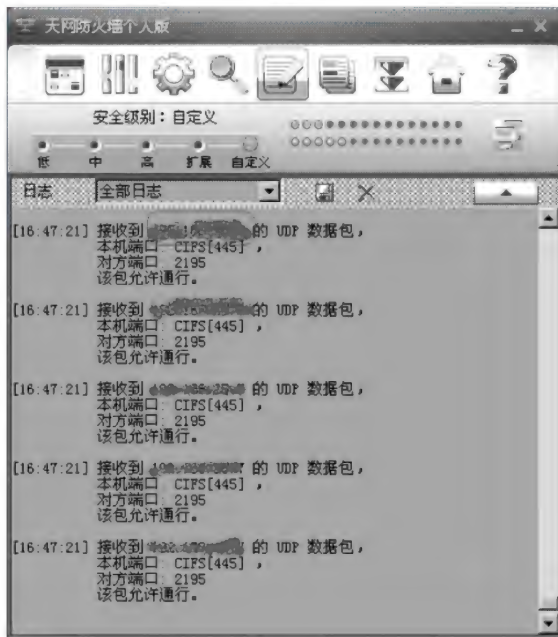 天网防火墙个人版
安全级别：自定义
低 中 高 扩展 自定义
日志 全部日志
[16:47:21] 接收到 的 UDP 数据包，
本机端口: CIFS[445] ，
对方端口: 2195
该包允许通行。
[16:47:21] 接收到 的 UDP 数据包，
本机端口: CIFS[445] ，
对方端口: 2195
该包允许通行。
[16:47:21] 接收到 的 UDP 数据包，
本机端口: CIFS[445] ，
对方端口: 2195
该包允许通行。
[16:47:21] 接收到 的 UDP 数据包，
本机端口: CIFS[445] ，
对方端口: 2195
该包允许通行。
[16:47:21] 接收到 的 UDP 数据包，
本机端口: CIFS[445] ，
对方端口: 2195
该包允许通行。